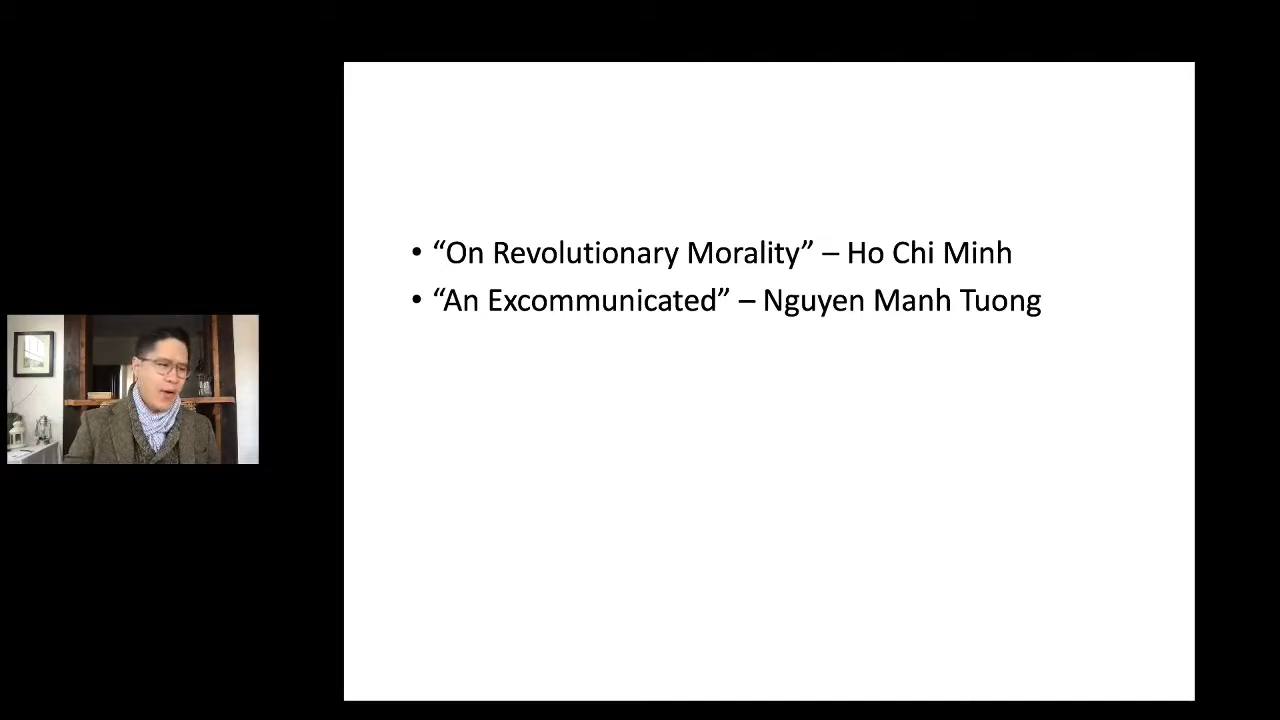 • “On Revolutionary Morality” – Ho Chi Minh
• “An Excommunicated” – Nguyen Manh Tuong